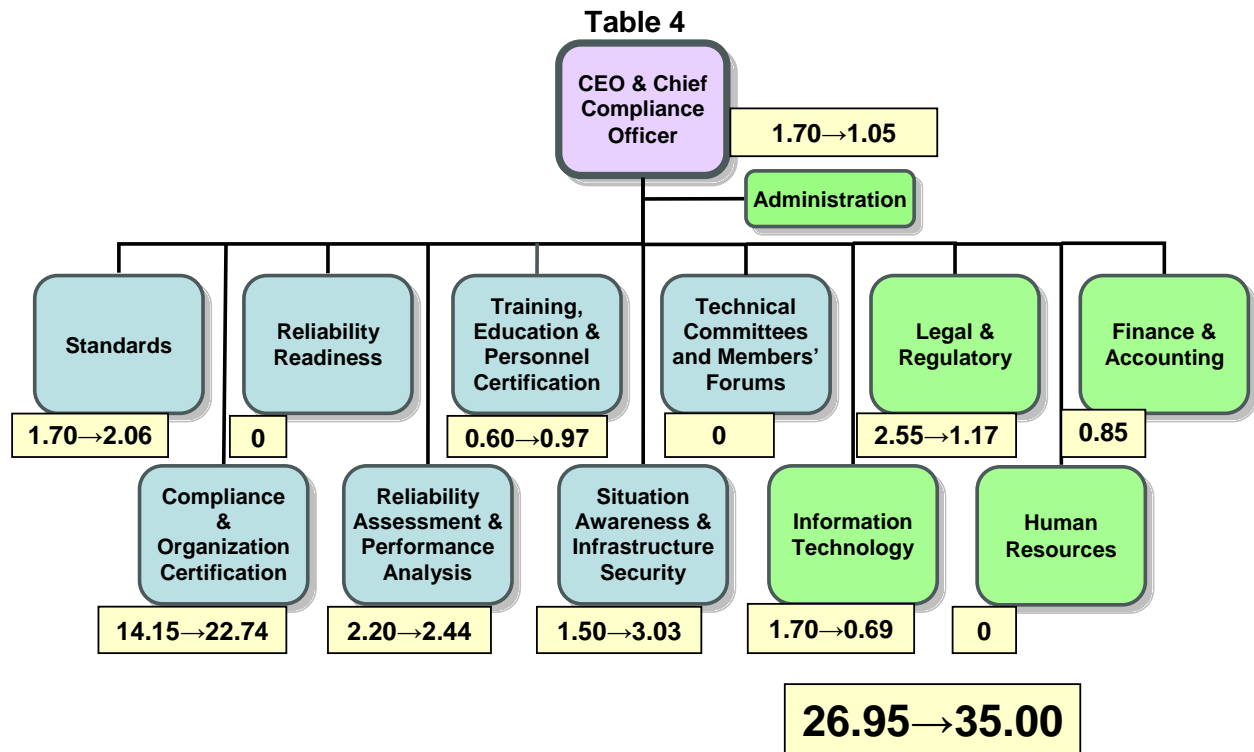 Table 4
CEO & Chief
Compliance
Officer
1.70→1.05
Administration
Standards
1.70→2.06
Reliability
Readiness
0
Training,
Education &
Personnel
Certification
0.60→0.97
Technical
Committees
and Members’
Forums
0
Legal &
Regulatory
2.55→1.17
Finance &
Accounting
0.85
Compliance
&
Organization
Certification
14.15→22.74
Reliability
Assessment &
Performance
Analysis
2.20→2.44
Situation
Awareness &
Infrastructure
Security
1.50→3.03
Information
Technology
1.70→0.69
Human
Resources
0
26.95→35.00